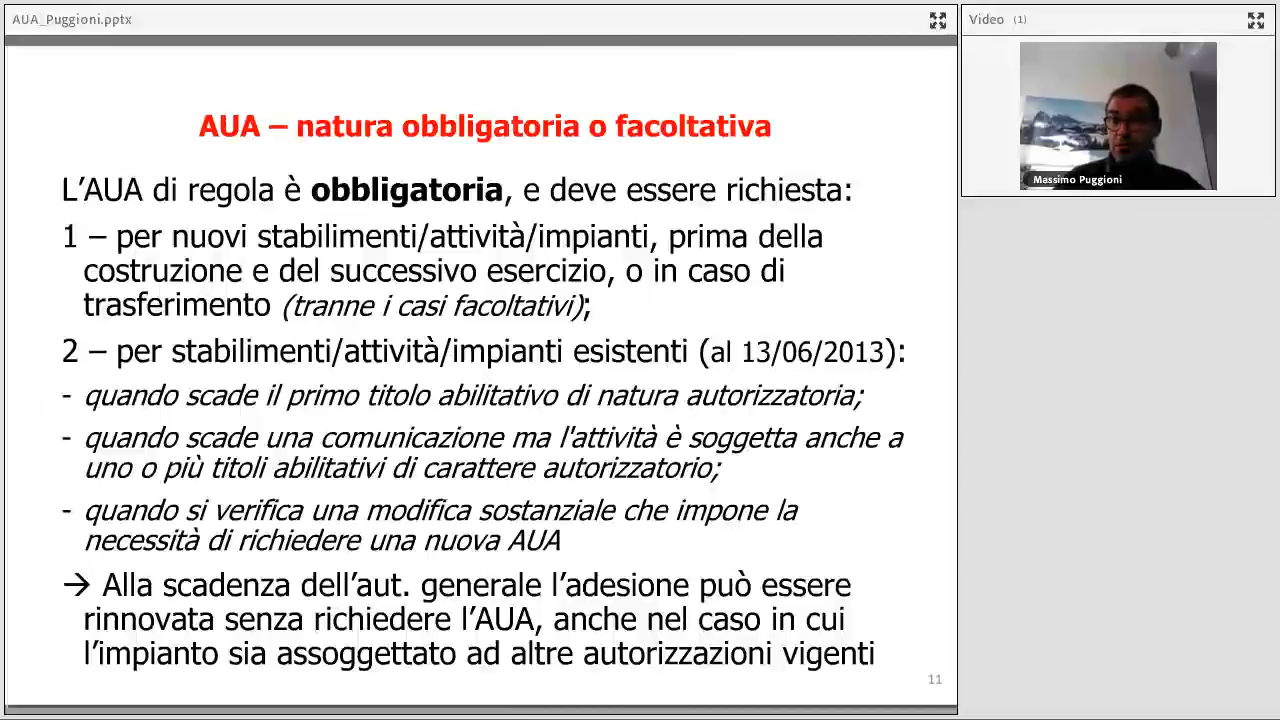 AUA_Puggioni.pptx
Video (1)
Massimo Puggioni
AUA – natura obbligatoria o facoltativa
L'AUA di regola è obbligatoria, e deve essere richiesta:
1 – per nuovi stabilimenti/attività/impianti, prima della
costruzione e del successivo esercizio, o in caso di
trasferimento (tranne i casi facoltativi);
2 – per stabilimenti/attività/impianti esistenti (al 13/06/2013):
- quando scade il primo titolo abilitativo di natura autorizzatoria;
- quando scade una comunicazione ma l'attività è soggetta anche a
uno o più titoli abilitativi di carattere autorizzatorio;
- quando si verifica una modifica sostanziale che impone la
necessità di richiedere una nuova AUA
→ Alla scadenza dell'aut. generale l'adesione può essere
rinnovata senza richiedere l'AUA, anche nel caso in cui
l'impianto sia assoggettato ad altre autorizzazioni vigenti
11